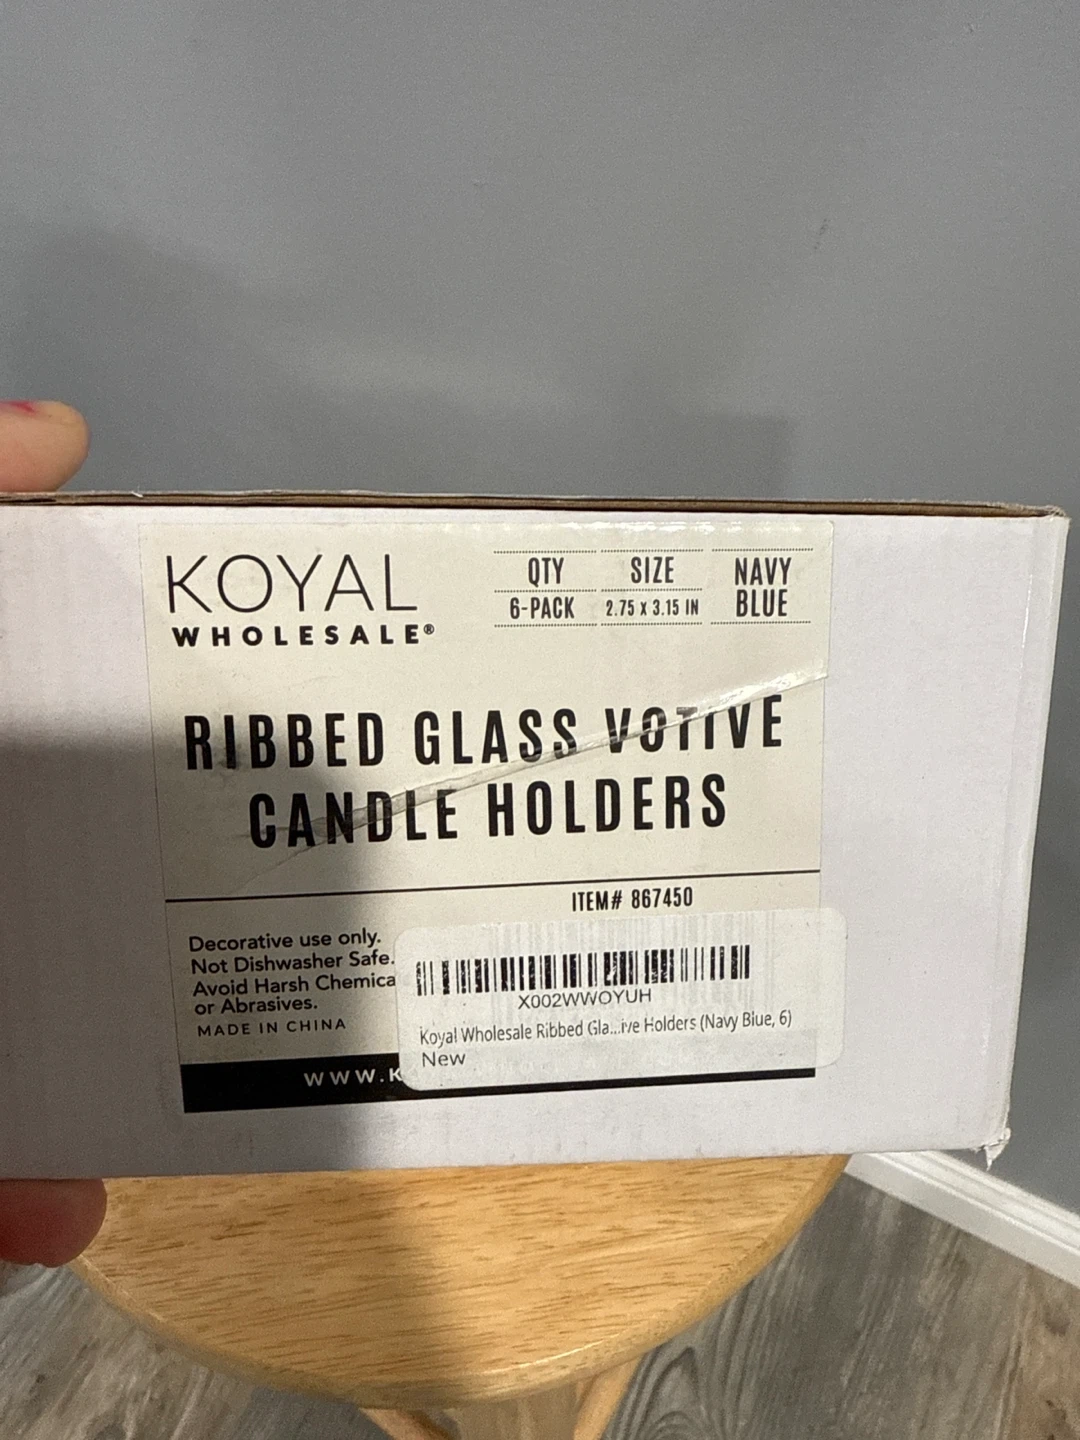 KOYAL
WHOLESALE®
QTY
6-PACK
SIZE
2.75 x 3.15 IN
NAVY
BLUE
RIBBED GLASS VOTIVE
CANDLE HOLDERS
ITEM# 867450
Decorative use only.
Not Dishwasher Safe.
Avoid Harsh Chemica
or Abrasives.
MADE IN CHINA
WWW.K
X002WWOYUH
Koyal Wholesale Ribbed Gla...ive Holders (Navy Blue, 6)
New